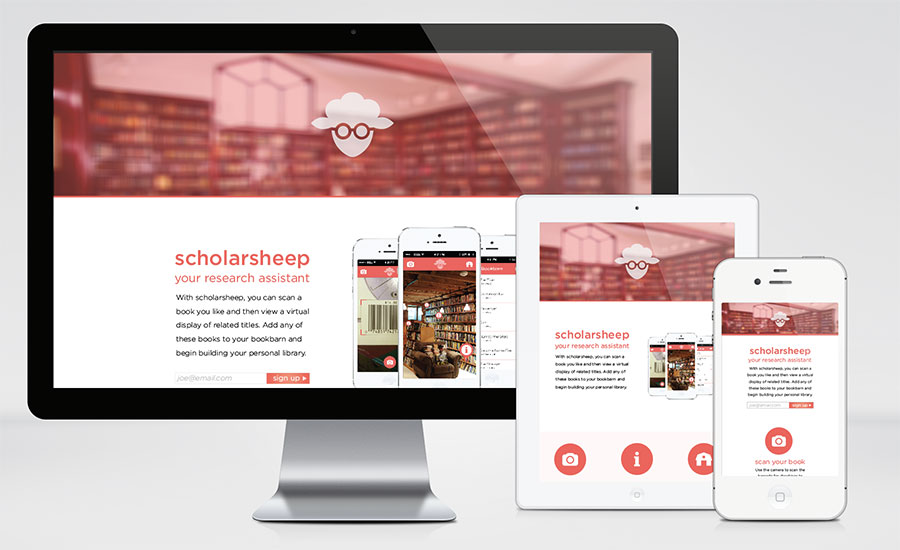 scholarsheep
your research assistant
With scholarsheep, you can scan a
book you like and then view a virtual
display of related titles. Add any of
these books to your bookbarn and
begin building your personal library.
joe@email.com
sign up
scholarsheep
your research assistant
With scholarsheep, you can scan a
book you like and then view a virtual
display of related titles. Add any of
these books to your bookbarn and
begin building your personal library.
scholarsheep
your research assistant
With scholarsheep, you can scan a
book you like and then view a virtual
display of related titles. Add any of
these books to your bookbarn and
begin building your personal library.
joe@email.com
sign up
scan your book
Use the camera to scan the